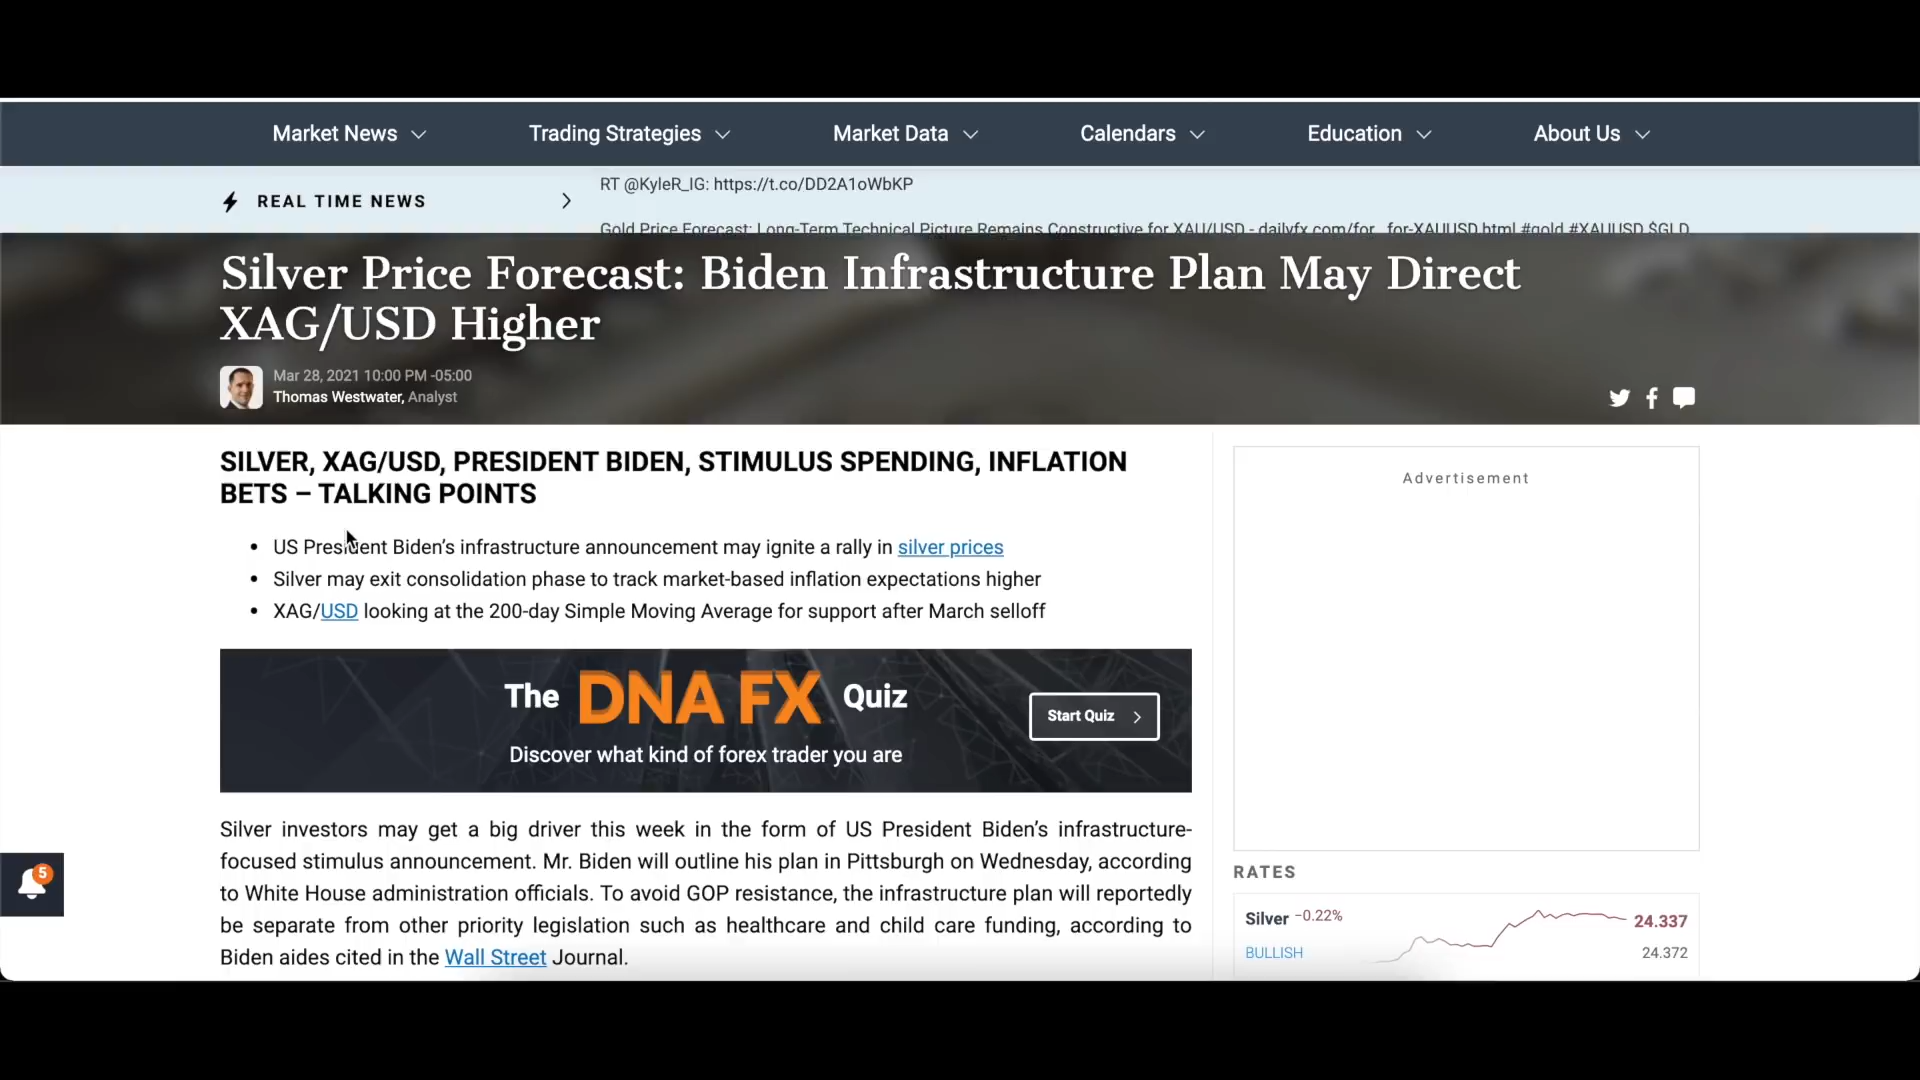 Market News
Trading Strategies
Market Data
Calendars
Education
About Us
REAL TIME NEWS
RT @KyleR_IG: https://t.co/DD2A1oWbKP
Gold Price Forecast: Long-Term Technical Picture Remains Constructive for XAU/USD - dailyfx.com/for…for-XAUUSD.html #gold #XAUUSD $GLD
Silver Price Forecast: Biden Infrastructure Plan May Direct
XAG/USD Higher
Mar 28, 2021 10:00 PM -05:00
Thomas Westwater, Analyst
SILVER, XAG/USD, PRESIDENT BIDEN, STIMULUS SPENDING, INFLATION
BETS – TALKING POINTS
• US President Biden’s infrastructure announcement may ignite a rally in silver prices
• Silver may exit consolidation phase to track market-based inflation expectations higher
• XAG/USD looking at the 200-day Simple Moving Average for support after March selloff
The DNA FX Quiz
Discover what kind of forex trader you are
Start Quiz
Silver investors may get a big driver this week in the form of US President Biden’s infrastructure-
focused stimulus announcement. Mr. Biden will outline his plan in Pittsburgh on Wednesday, according
to White House administration officials. To avoid GOP resistance, the infrastructure plan will reportedly
be separate from other priority legislation such as healthcare and child care funding, according to
Biden aides cited in the Wall Street Journal.
5
Advertisement
RATES
Silver -0.22%
24.337
BULLISH
24.372